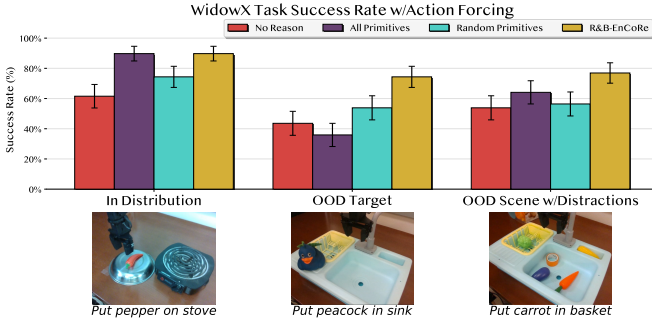 WidowX Task Success Rate w/Action Forcing
No Reason
All Primitives
Random Primitives
R&B-EnCoRe
Success Rate (%)
100%
80%
60%
40%
20%
0%
In Distribution
OOD Target
OOD Scene w/Distractions
Put pepper on stove
Put peacock in sink
Put carrot in basket